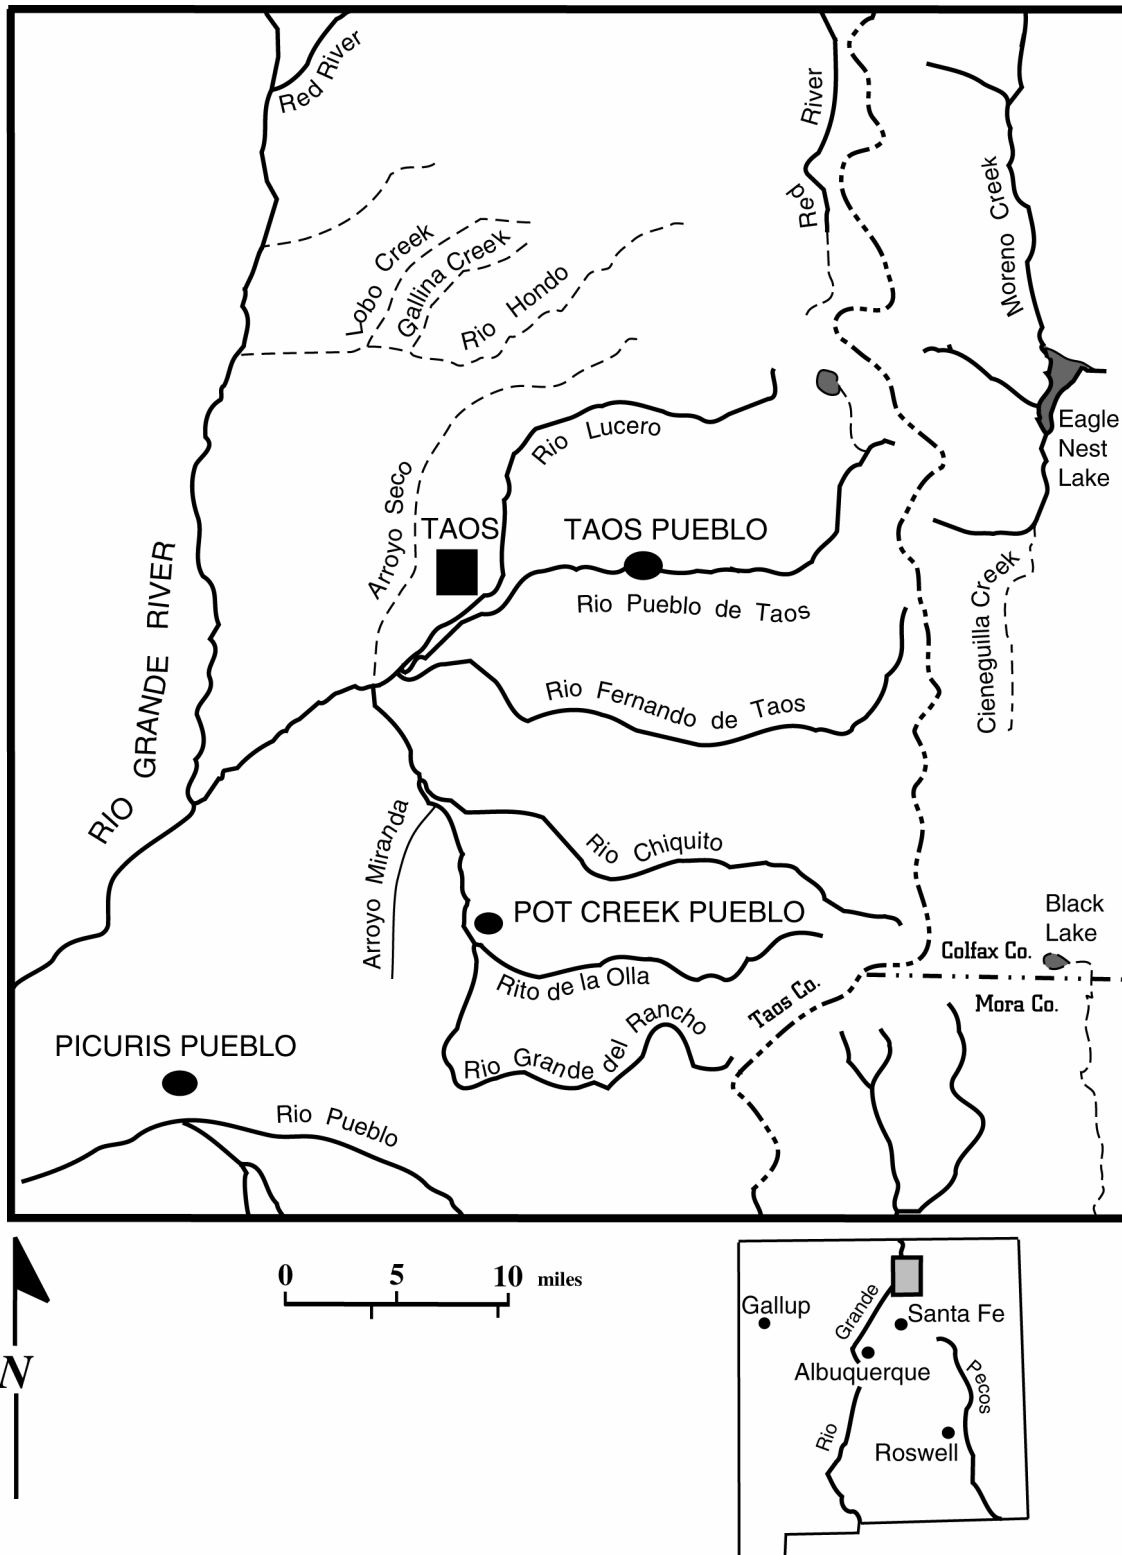 Red River
River
Red
Moreno Creek
Lobo Creek
Gallina Creek
Rio Hondo
Eagle
Nest
Lake
Rio Lucero
Arroyo Seco
TAOS
TAOS PUEBLO
RIO GRANDE RIVER
Rio Pueblo de Taos
Cieneguilla Creek
Rio Fernando de Taos
Arroyo Miranda
Rio Chiquito
POT CREEK PUEBLO
Black
Lake
Colfax Co.
Rito de la Olla
Taos Co.
Mora Co.
Rio Grande del Rancho
PICURIS PUEBLO
Rio Pueblo
0 5 10 miles
N
Gallup
Grande
Santa Fe
Albuquerque
Pecos
Rio
Roswell